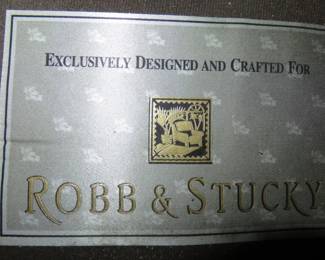 EXCLUSIVELY DESIGNED AND CRAFTED FOR
ROBB & STUCKY